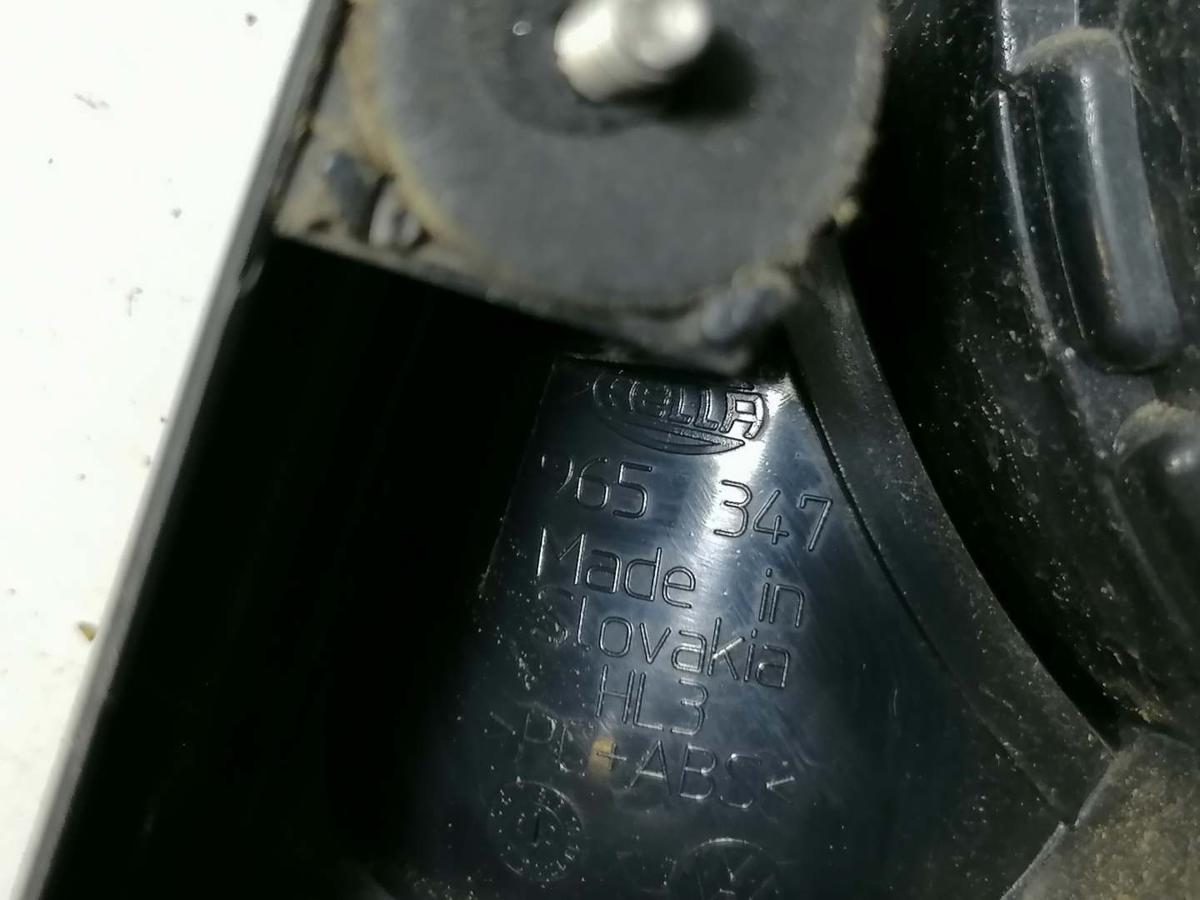 HELLA
965 347
Made in
Slovakia
HL3
>PC+ABS<